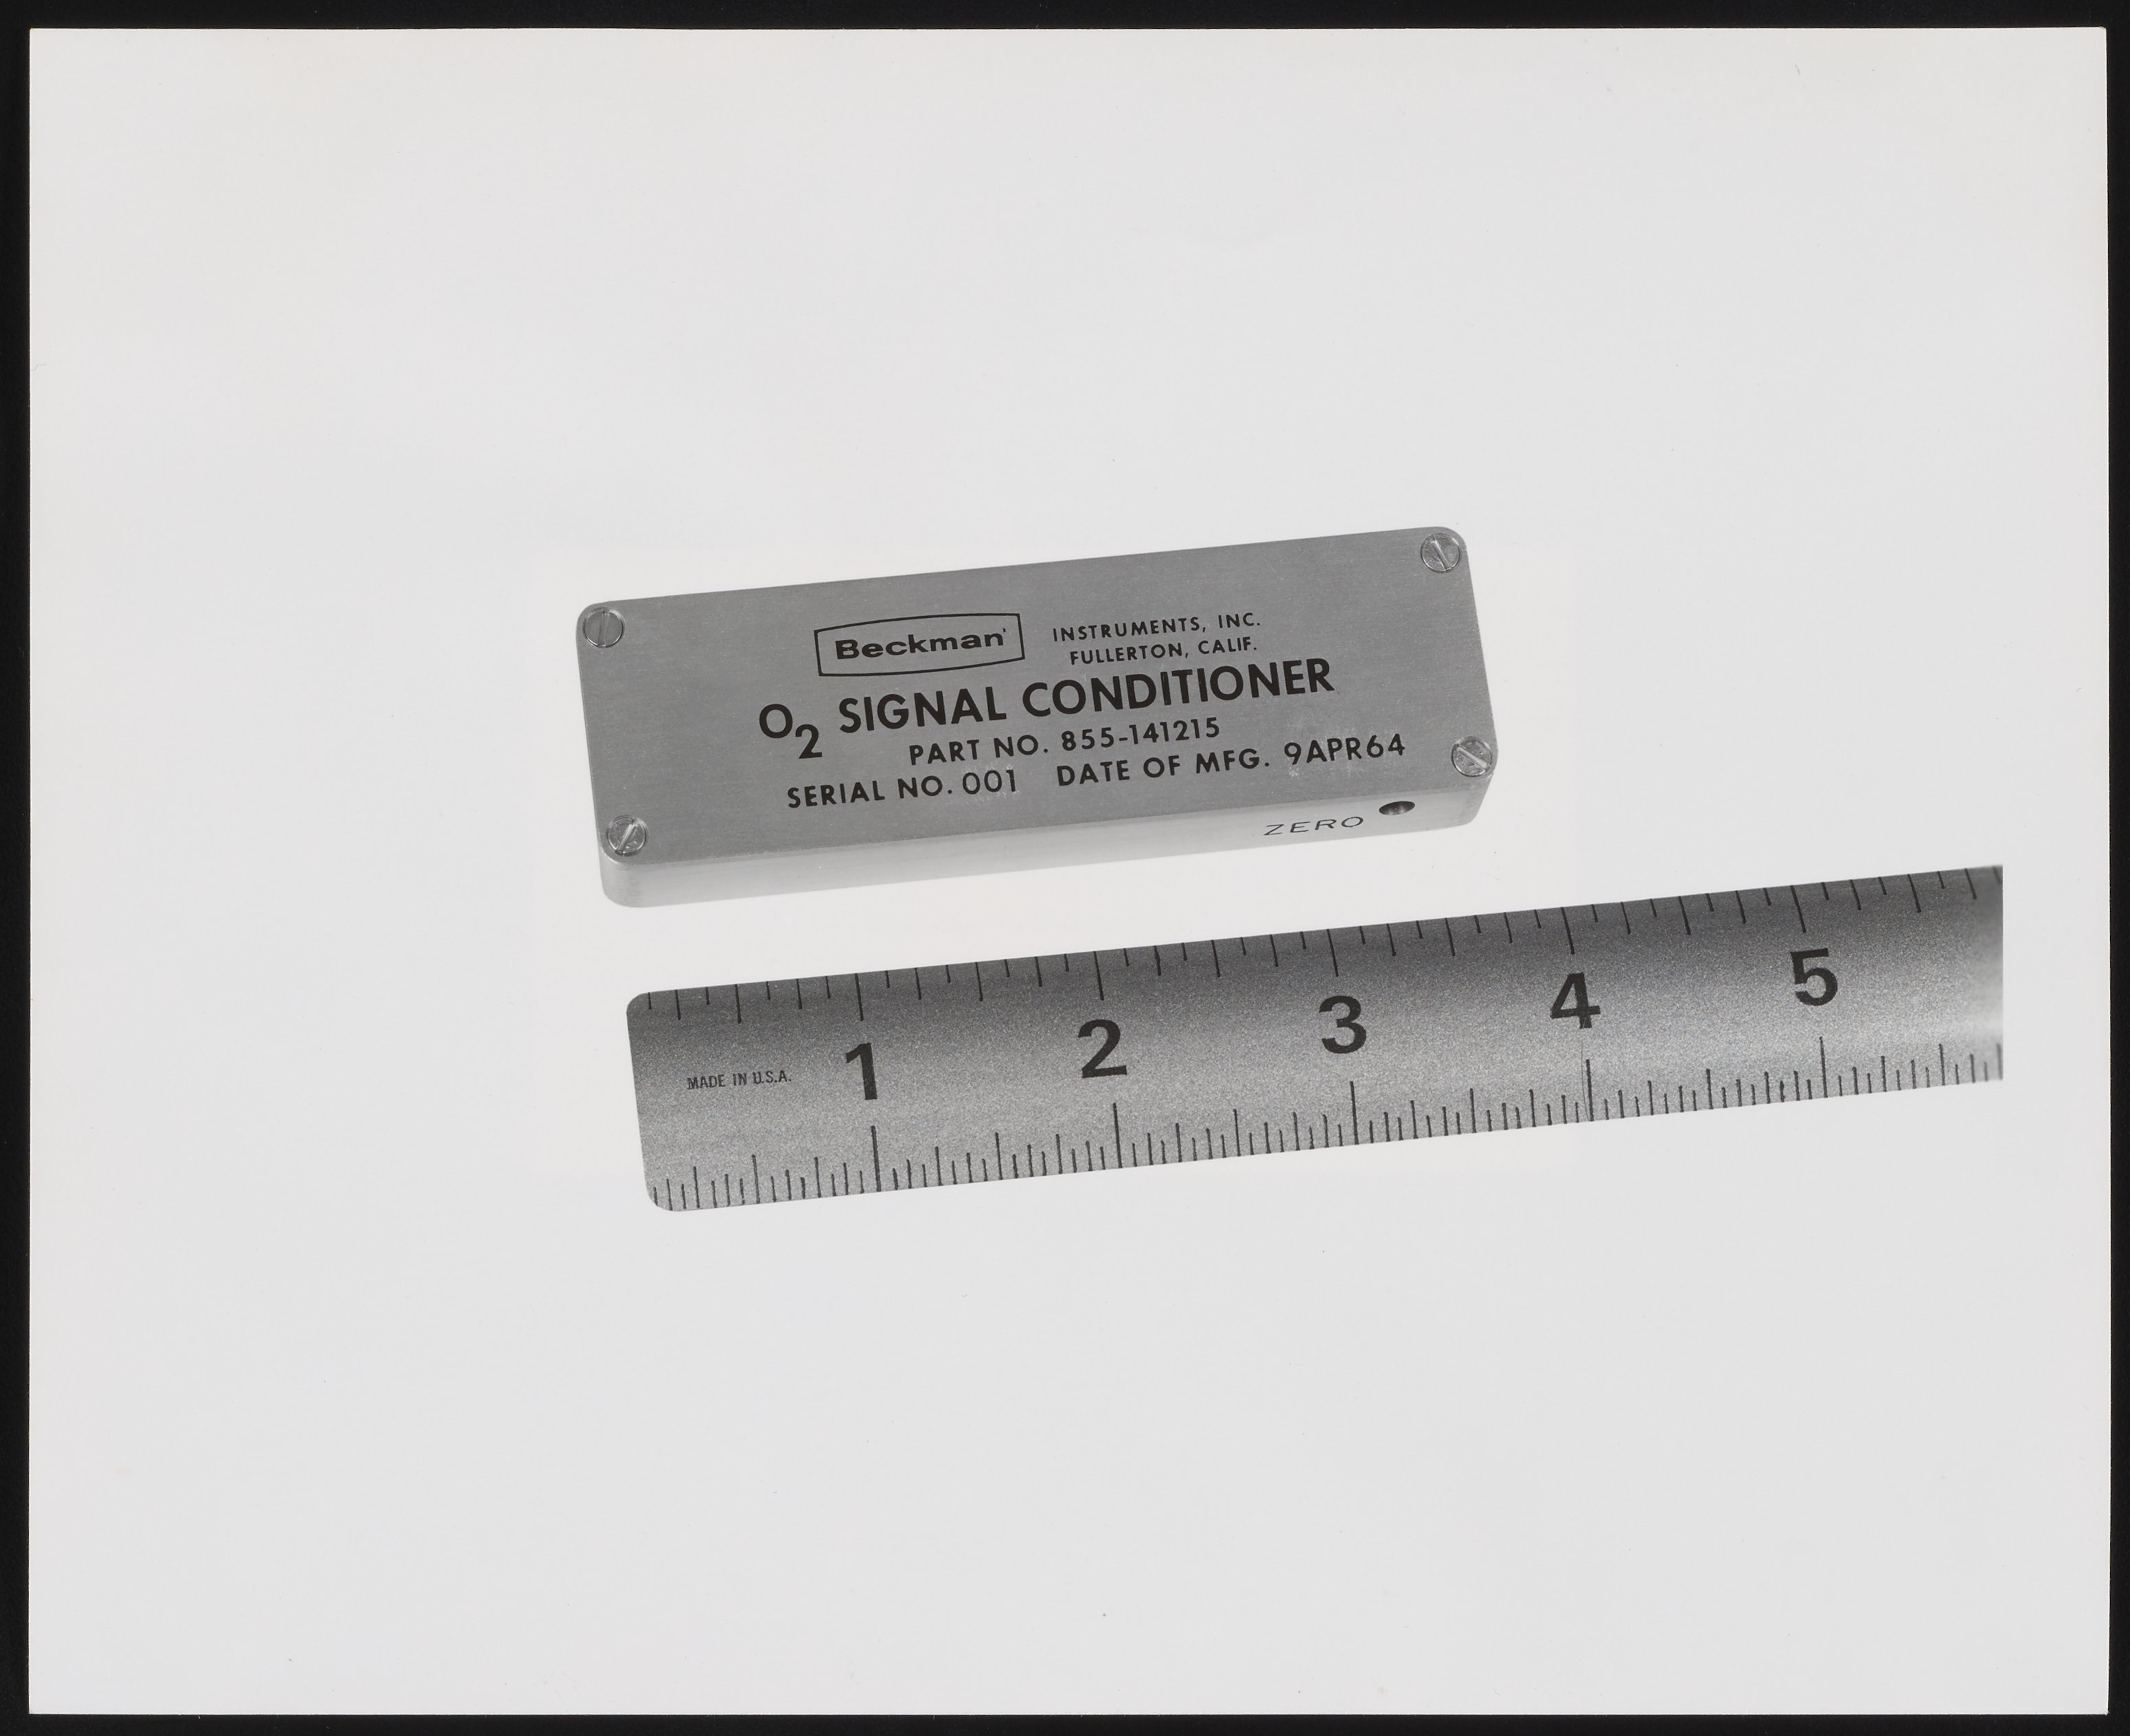 Beckman INSTRUMENTS, INC.
FULLERTON, CALIF.
O₂ SIGNAL CONDITIONER
PART NO. 855-141215
SERIAL NO. 001 DATE OF MFG. 9APR64
ZERO
1 2 3 4 5
MADE IN U.S.A.